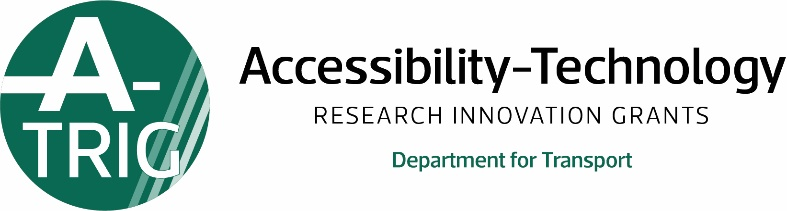 A-
TRIG
Accessibility-Technology
RESEARCH INNOVATION GRANTS
Department for Transport